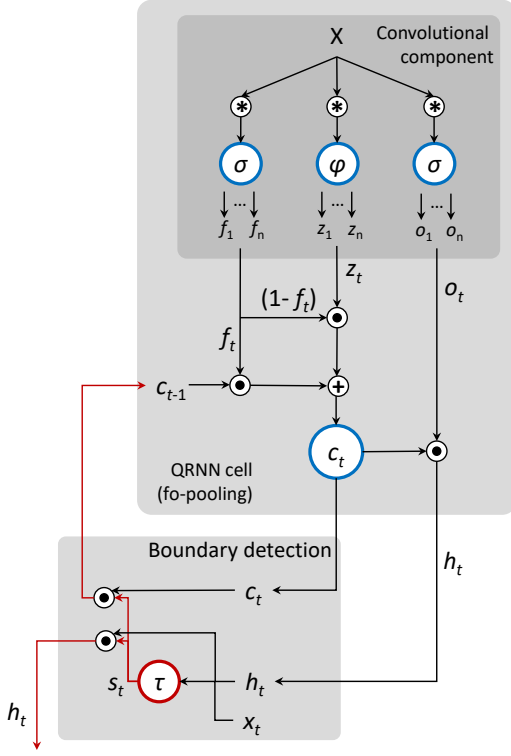 X
Convolutional
component
* * *
σ φ σ
... ... ...
f1 fn z1 zn o1 on
zt
ot
(1- ft)
ft
ct-1
+
ct
QRNN cell
(fo-pooling)
Boundary detection
ht
ct
st τ ht
ht
xt